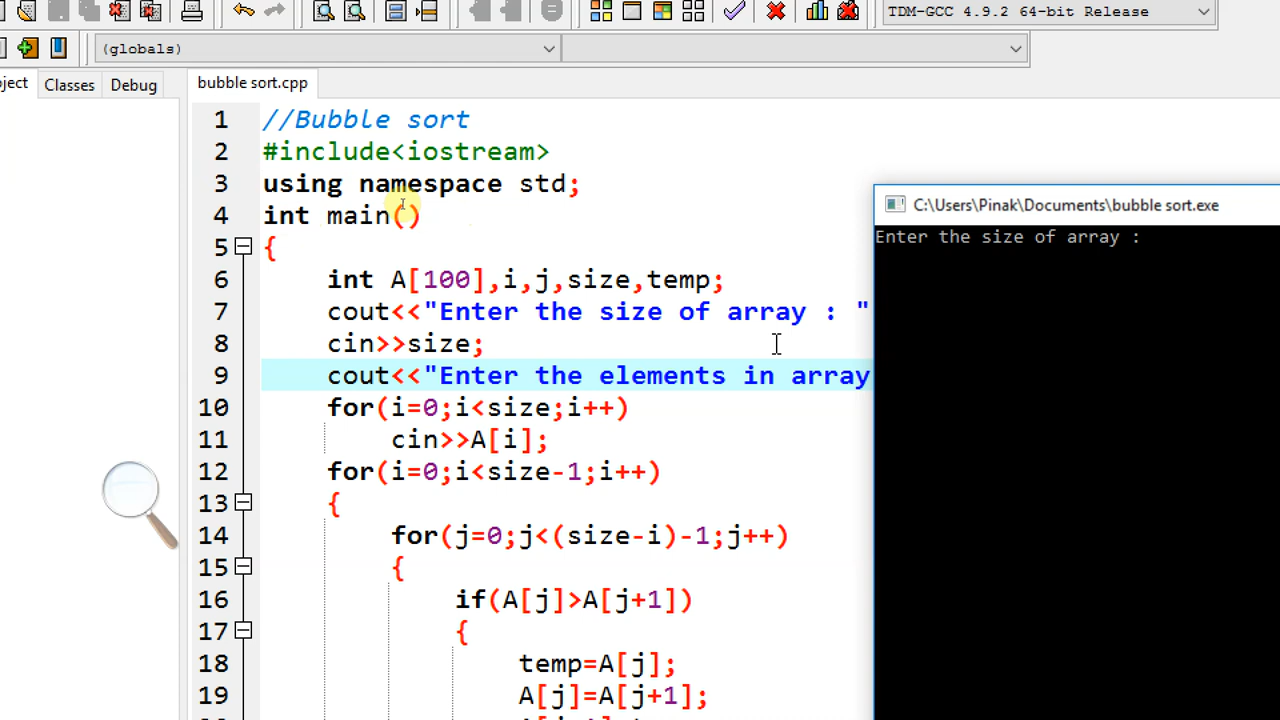 TDM-GCC 4.9.2 64-bit Release
(globals)
oject Classes Debug
bubble sort.cpp
1 //Bubble sort
2 #include<iostream>
3 using namespace std;
4 int main()
5 {
6 int A[100],i,j,size,temp;
7 cout<<"Enter the size of array : "
8 cin>>size;
9 cout<<"Enter the elements in array
10 for(i=0;i<size;i++)
11 cin>>A[i];
12 for(i=0;i<size-1;i++)
13 {
14 for(j=0;j<(size-i)-1;j++)
15 {
16 if(A[j]>A[j+1])
17 {
18 temp=A[j];
19 A[j]=A[j+1];
C:\Users\Pinak\Documents\bubble sort.exe
Enter the size of array :